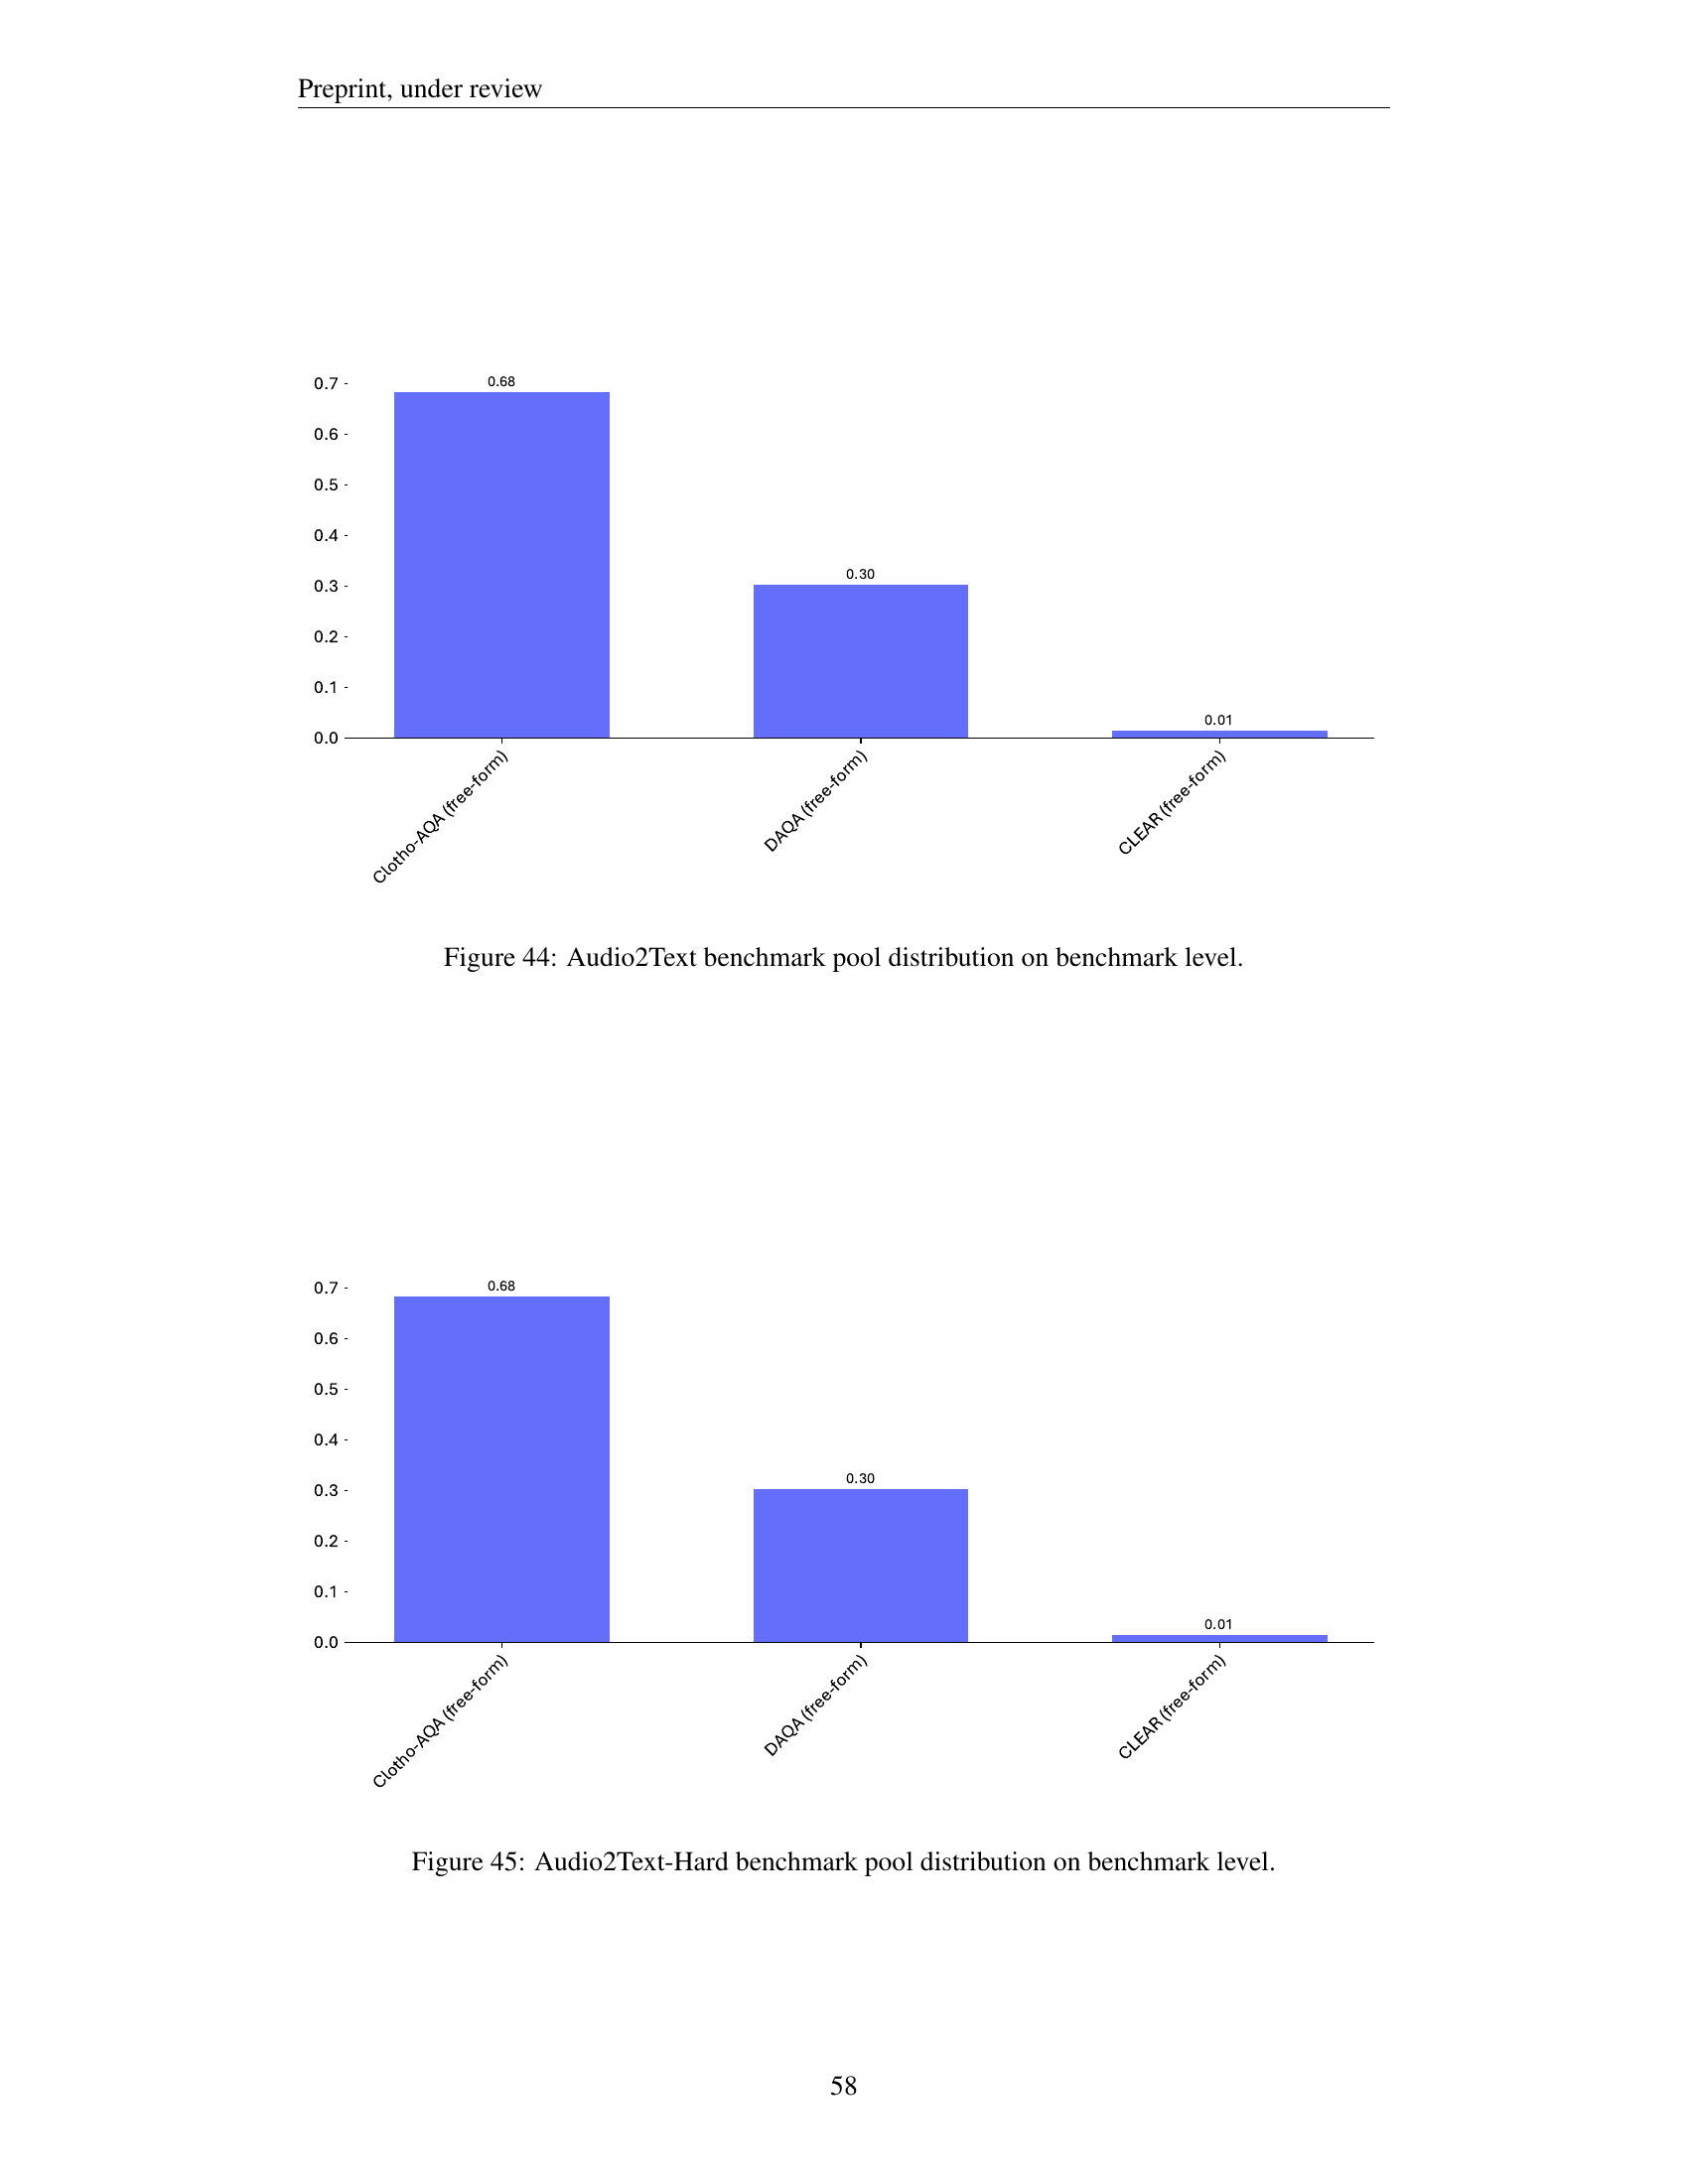 Preprint, under review
0.7
0.6
0.5
0.4
0.3
0.2
0.1
0.0
0.68
0.30
0.01
Clotho-AQA (free-form)
DAQA (free-form)
CLEAR (free-form)
Figure 44: Audio2Text benchmark pool distribution on benchmark level.
0.7
0.6
0.5
0.4
0.3
0.2
0.1
0.0
0.68
0.30
0.01
Clotho-AQA (free-form)
DAQA (free-form)
CLEAR (free-form)
Figure 45: Audio2Text-Hard benchmark pool distribution on benchmark level.
58